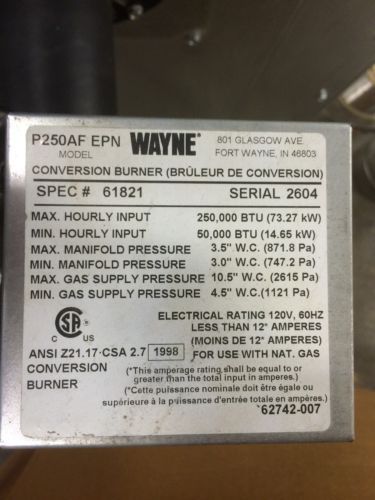 P250AF EPN WAYNE® 801 GLASGOW AVE.
MODEL FORT WAYNE, IN 46803
CONVERSION BURNER (BRÛLEUR DE CONVERSION)
SPEC # 61821 SERIAL 2604
MAX. HOURLY INPUT 250,000 BTU (73.27 kW)
MIN. HOURLY INPUT 50,000 BTU (14.65 kW)
MAX. MANIFOLD PRESSURE 3.5" W.C. (871.8 Pa)
MIN. MANIFOLD PRESSURE 3.0" W.C. (747.2 Pa)
MAX. GAS SUPPLY PRESSURE 10.5" W.C. (2615 Pa)
MIN. GAS SUPPLY PRESSURE 4.5" W.C.(1121 Pa)
ELECTRICAL RATING 120V, 60HZ
LESS THAN 12* AMPERES
C US (MOINS DE 12* AMPERES)
ANSI Z21.17·CSA 2.7 1998 FOR USE WITH NAT. GAS
CONVERSION (*This amperage rating shall be equal to or
BURNER greater than the total input in amperes.)
(*Cette puissance nominale doit être égale ou
supérieure à la puissance d'entrée totale en ampères.)
62742-007